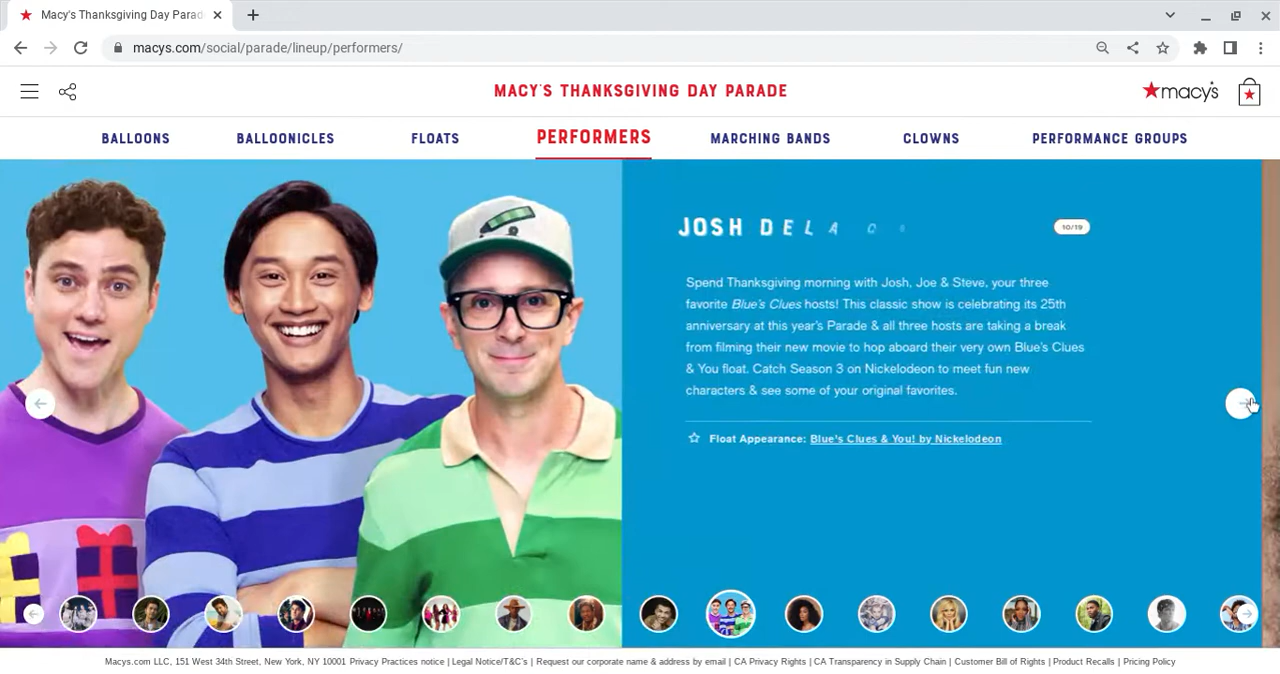 Macy's Thanksgiving Day Parad
macys.com/social/parade/lineup/performers/
MACY'S THANKSGIVING DAY PARADE
macy's
BALLOONS BALLOONICLES FLOATS PERFORMERS MARCHING BANDS CLOWNS PERFORMANCE GROUPS
JOSH DELA C
10/19
Spend Thanksgiving morning with Josh, Joe & Steve, your three
favorite Blue's Clues hosts! This classic show is celebrating its 25th
anniversary at this year's Parade & all three hosts are taking a break
from filming their new movie to hop aboard their very own Blue's Clues
& You float. Catch Season 3 on Nickelodeon to meet fun new
characters & see some of your original favorites.
Float Appearance: Blue's Clues & You! by Nickelodeon
Macys.com LLC, 151 West 34th Street, New York, NY 10001 Privacy Practices notice | Legal Notice/T&C's | Request our corporate name & address by email | CA Privacy Rights | CA Transparency in Supply Chain | Customer Bill of Rights | Product Recalls | Pricing Policy